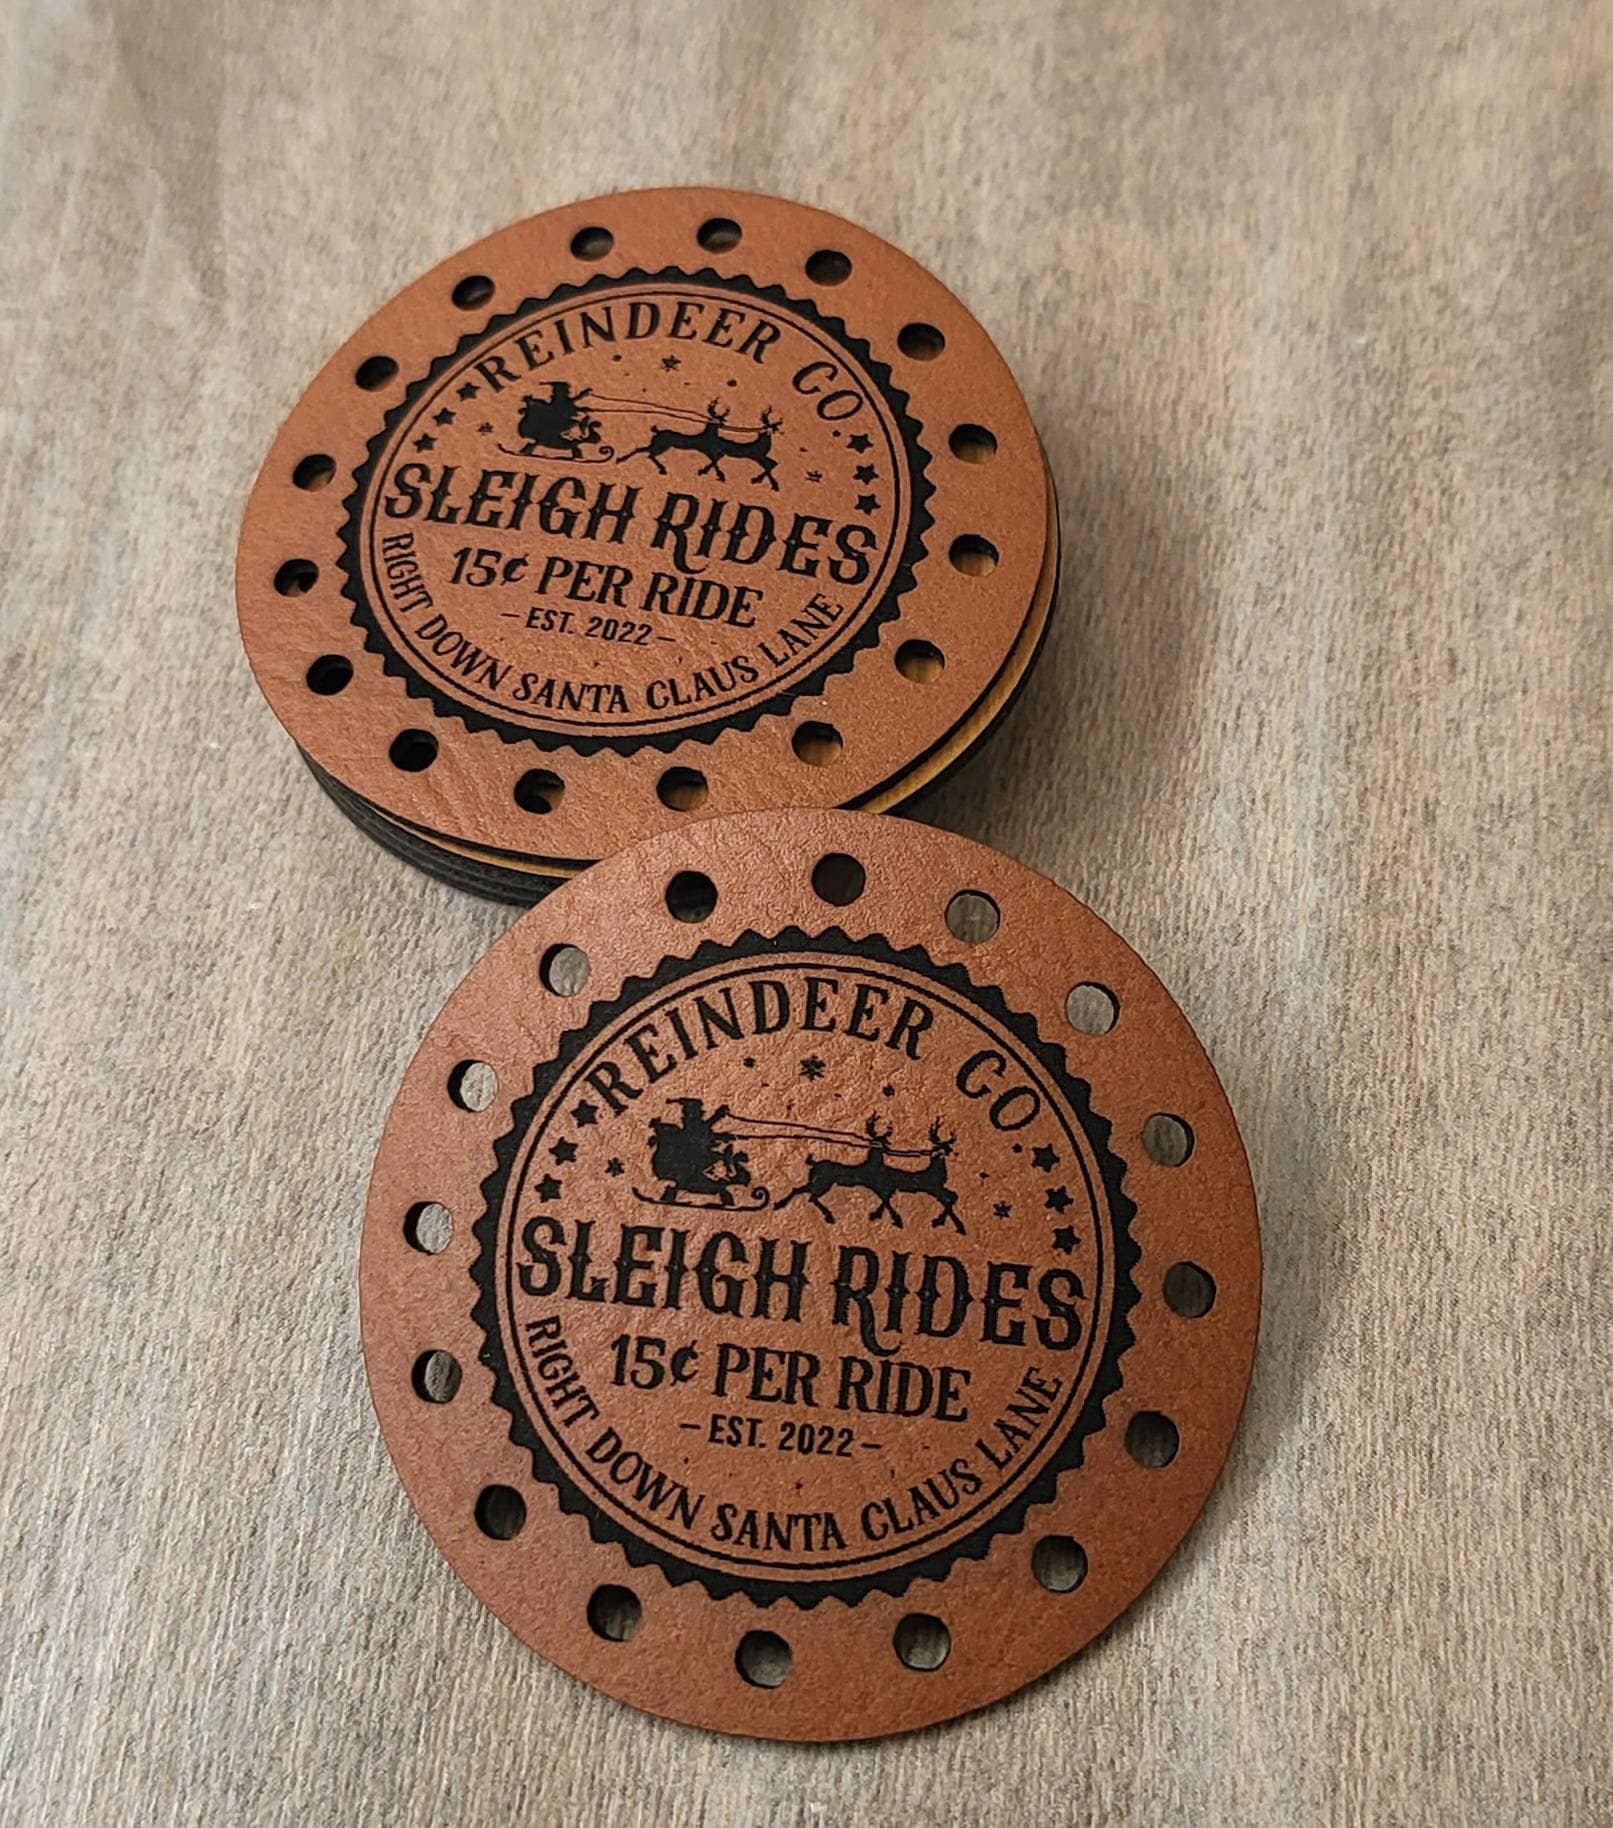 REINDEER CO.
SLEIGH RIDES
15¢ PER RIDE
- EST. 2022 -
RIGHT DOWN SANTA CLAUS LANE
REINDEER CO.
SLEIGH RIDES
15¢ PER RIDE
- EST. 2022 -
RIGHT DOWN SANTA CLAUS LANE